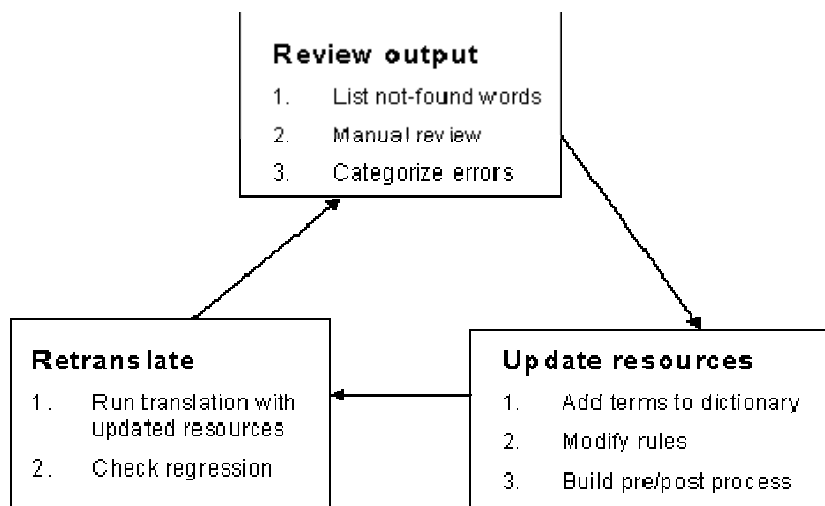 Review output
1. List not-found words
2. Manual review
3. Categorize errors
Retranslate
1. Run translation with
updated resources
2. Check regression
Update resources
1. Add terms to dictionary
2. Modify rules
3. Build pre/post process